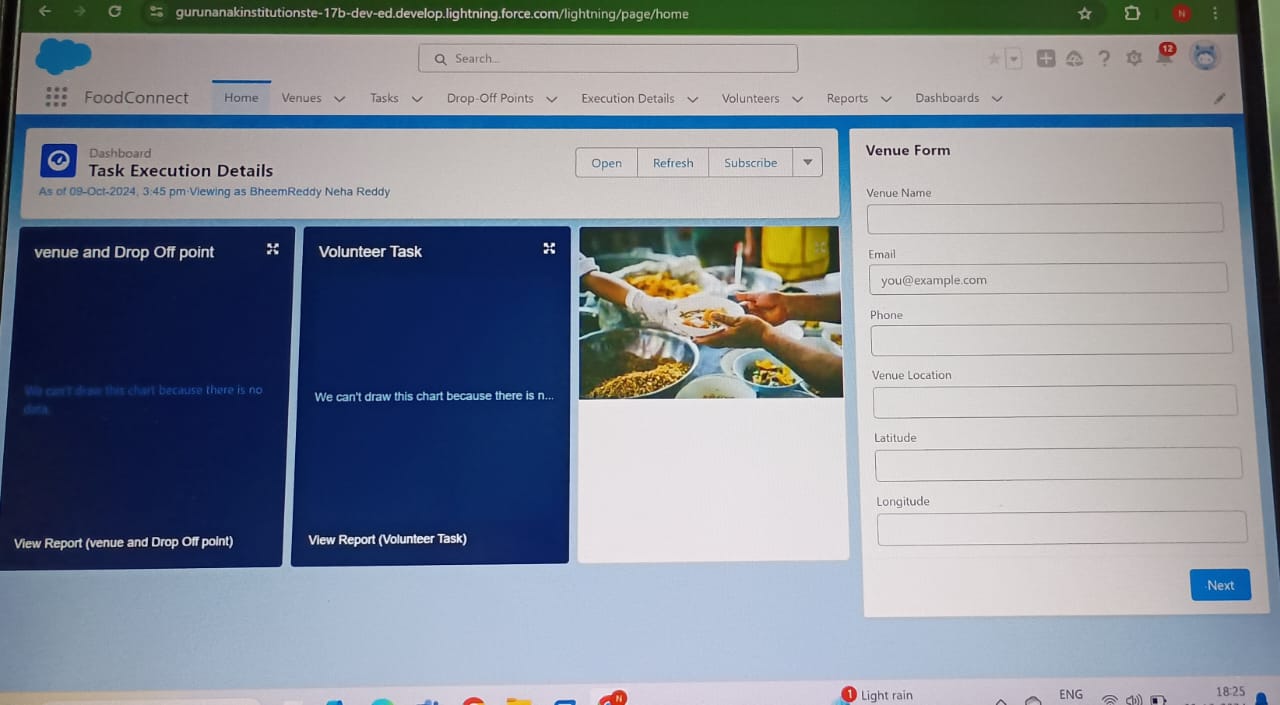 gurunanakinstitutionste-17b-dev-ed.develop.lightning.force.com/lightning/page/home
N
Search...
12
FoodConnect Home Venues Tasks Drop-Off Points Execution Details Volunteers Reports Dashboards
Dashboard
Task Execution Details
As of 09-Oct-2024, 3:45 pm·Viewing as BheemReddy Neha Reddy
Open Refresh Subscribe
venue and Drop Off point
We can't draw this chart because there is no
data.
View Report (venue and Drop Off point)
Volunteer Task
We can't draw this chart because there is n...
View Report (Volunteer Task)
Venue Form
Venue Name
Email
you@example.com
Phone
Venue Location
Latitude
Longitude
Next
N
1
Light rain
ENG
18:25